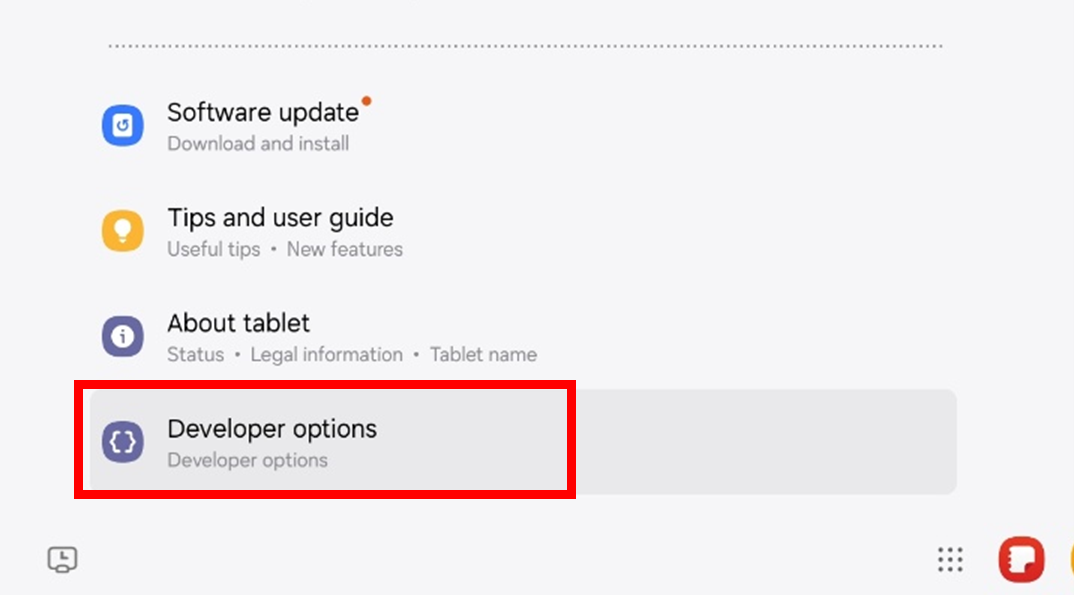 Software update
Download and install
Tips and user guide
Useful tips • New features
About tablet
Status • Legal information • Tablet name
Developer options
Developer options